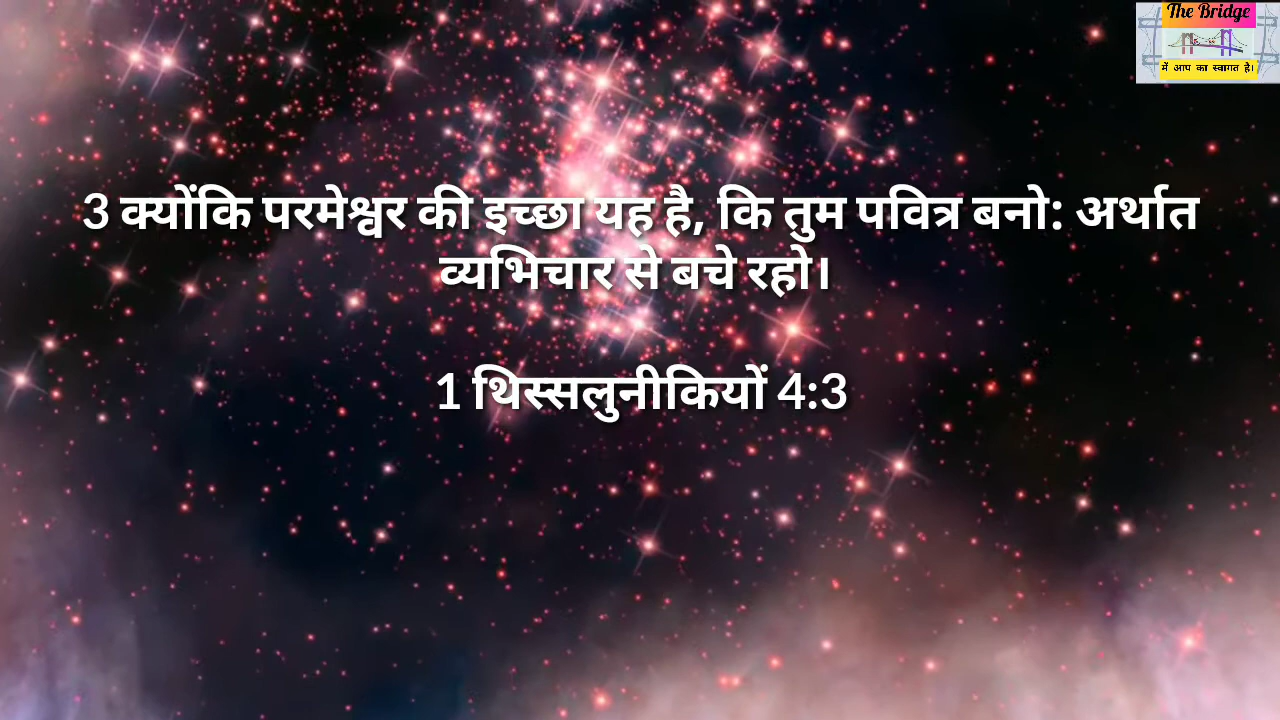 The Bridge
में आप का स्वागत है।
3 क्योंकि परमेश्वर की इच्छा यह है, कि तुम पवित्र बनो: अर्थात
व्यभिचार से बचे रहो।
1 थिस्सलुनीकियों 4:3